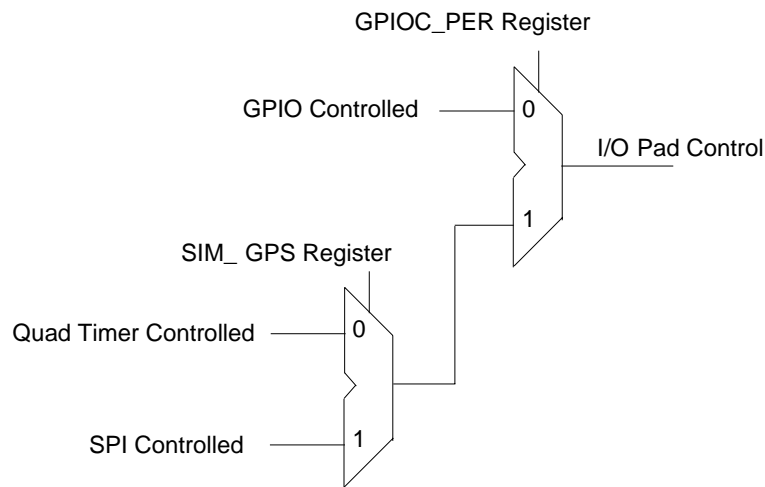 GPIOC_PER Register
GPIO Controlled
0
I/O Pad Control
1
SIM_ GPS Register
Quad Timer Controlled
0
SPI Controlled
1